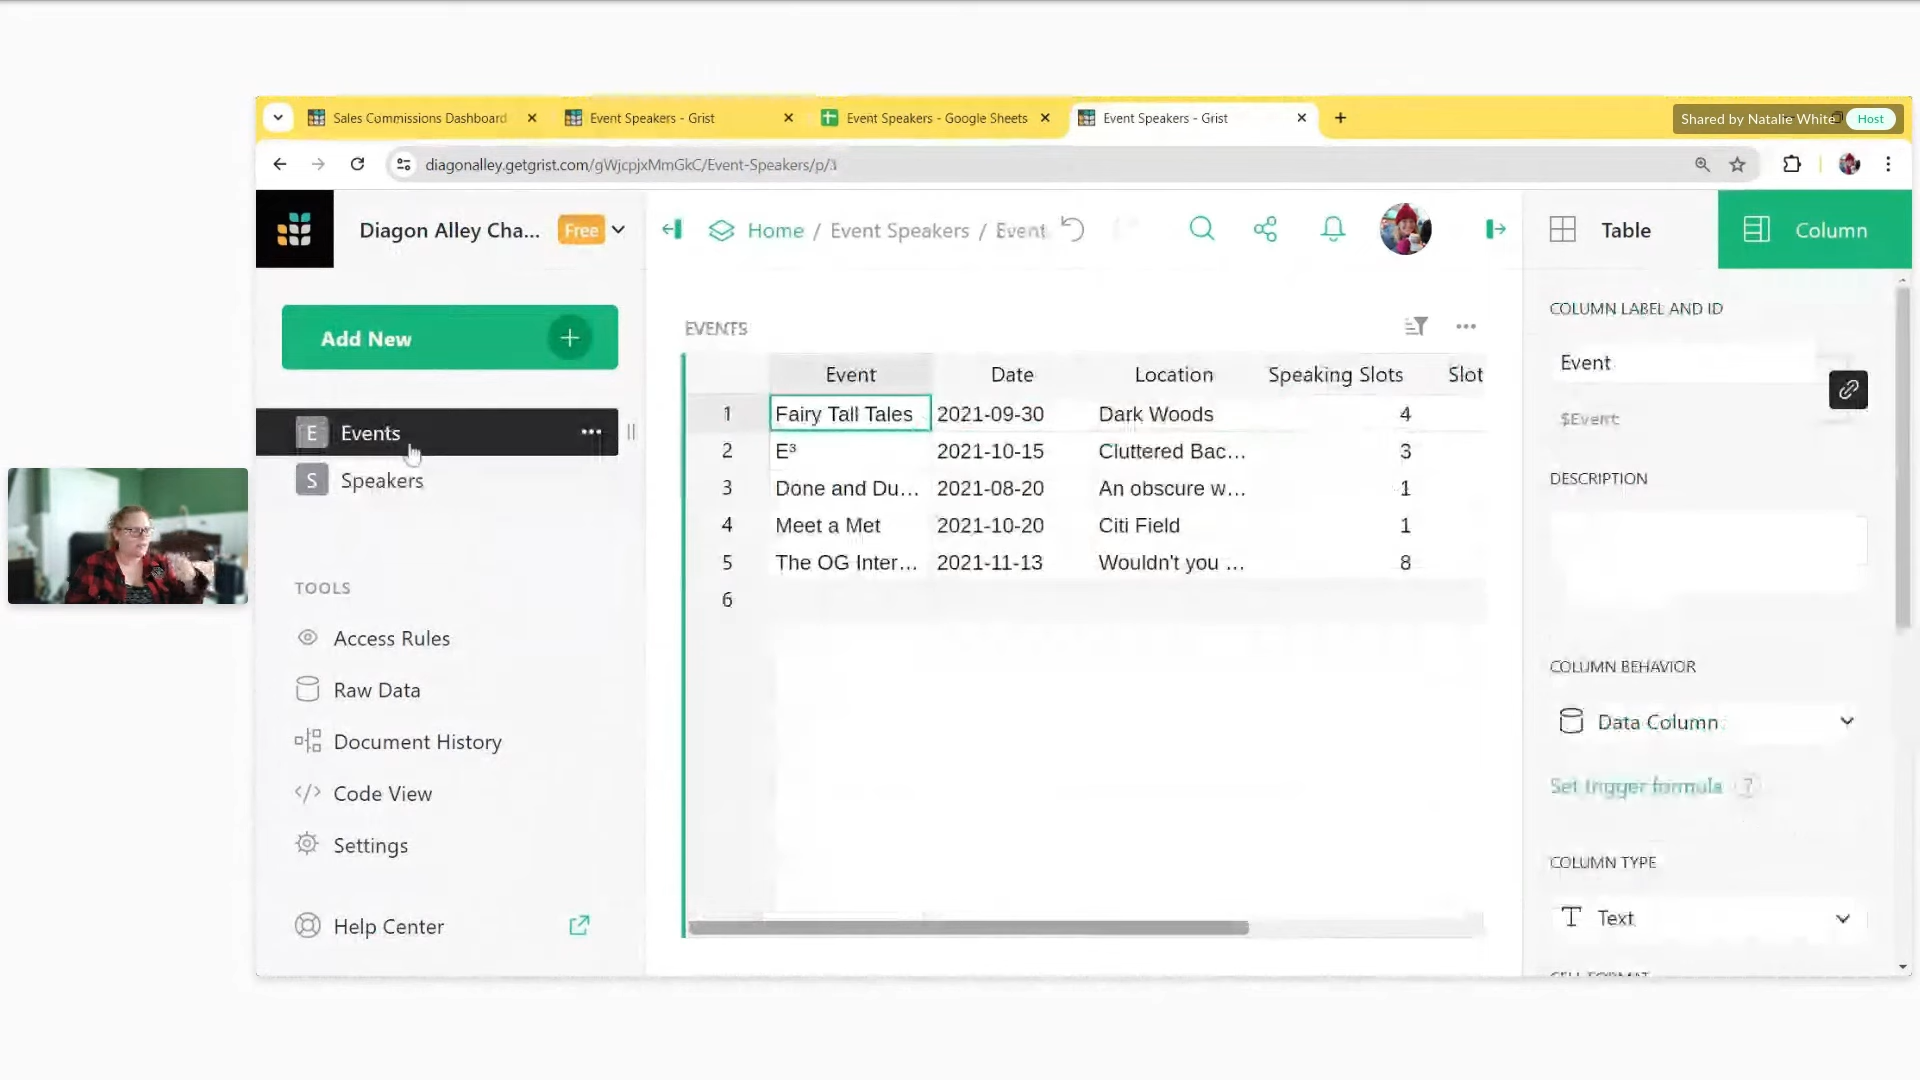 Sales Commissions Dashboard
Event Speakers - Grist
Event Speakers - Google Sheets
Event Speakers - Grist
Shared by Natalie White
Host
diagonalley.getgrist.com/gWjcpjxMmGkC/Event-Speakers/p/
Diagon Alley Cha...
Free
Home / Event Speakers / Event
Table
Column
Add New
E Events
S Speakers
TOOLS
Access Rules
Raw Data
Document History
Code View
Settings
Help Center
EVENTS
Event Date Location Speaking Slots Slot
1 Fairy Tall Tales 2021-09-30 Dark Woods 4
2 E³ 2021-10-15 Cluttered Bac... 3
3 Done and Du... 2021-08-20 An obscure w... 1
4 Meet a Met 2021-10-20 Citi Field 1
5 The OG Inter... 2021-11-13 Wouldn't you ... 8
6
COLUMN LABEL AND ID
Event
$Event
DESCRIPTION
COLUMN BEHAVIOR
Data Column
Set trigger formula ?
COLUMN TYPE
T Text